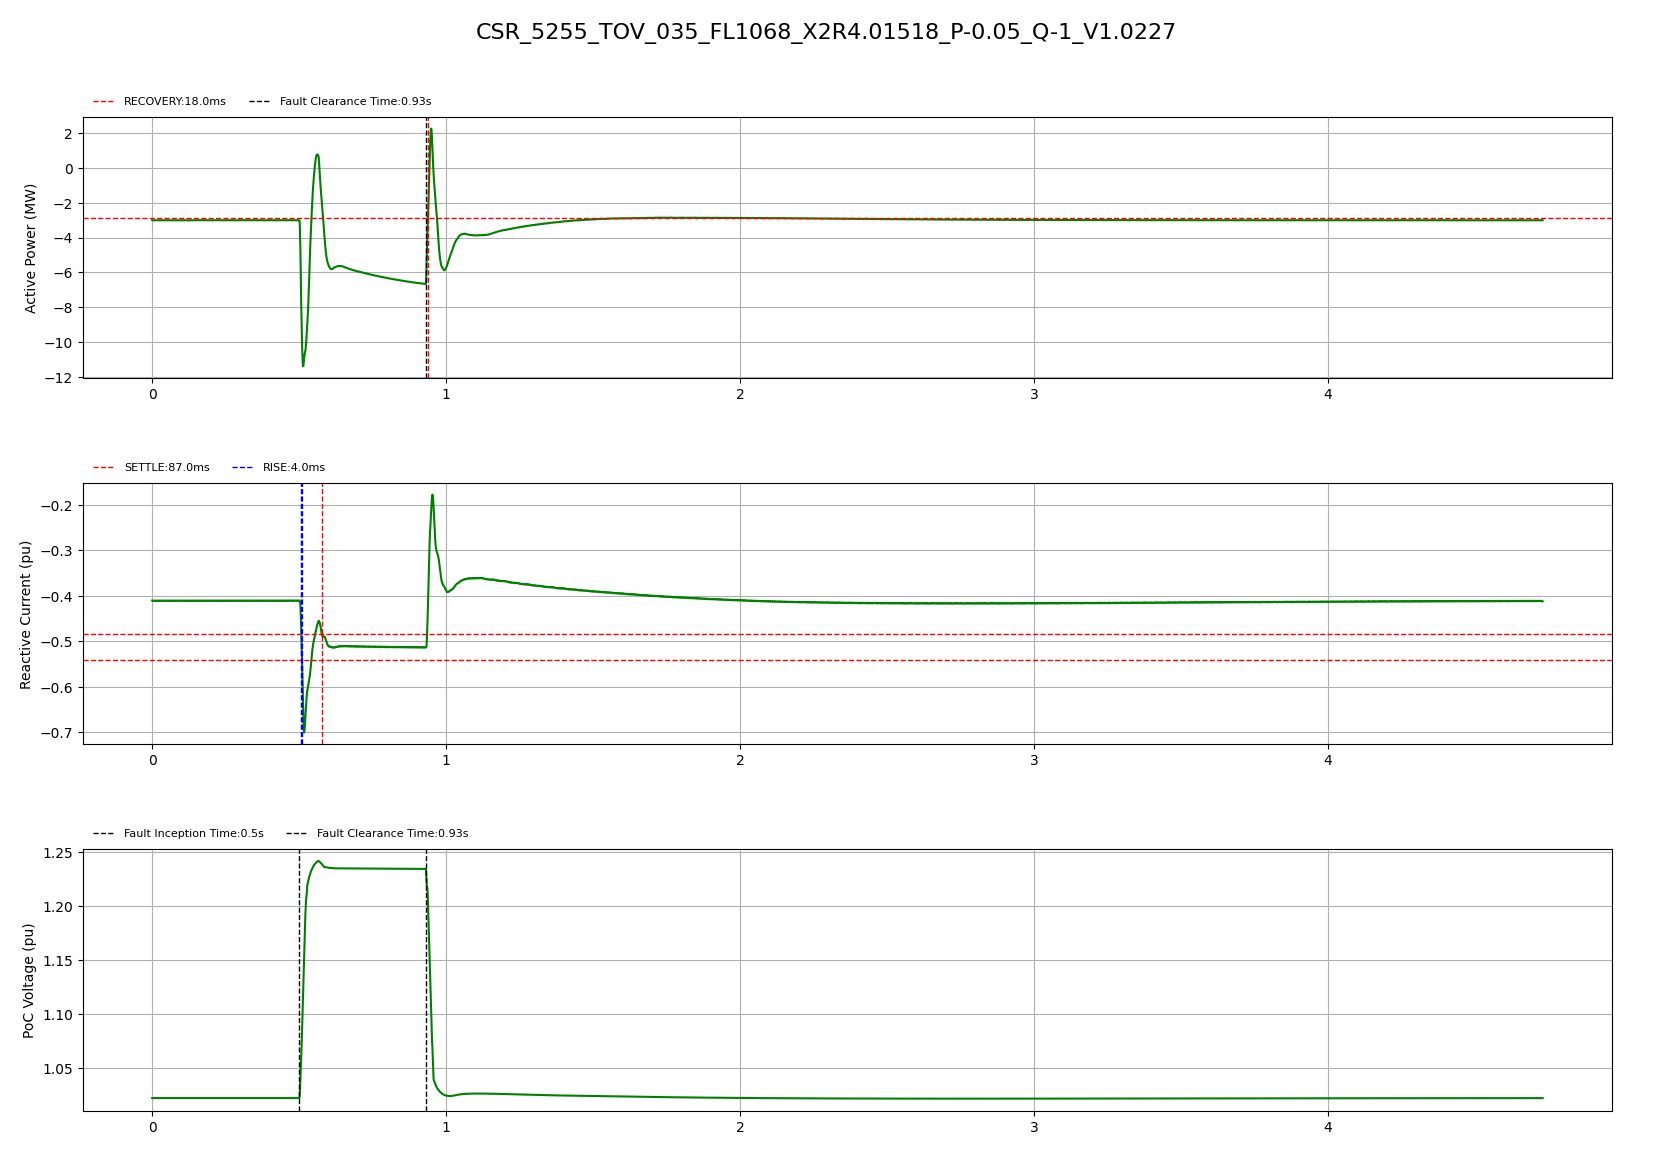 CSR_5255_TOV_035_FL1068_X2R4.01518_P-0.05_Q-1_V1.0227
RECOVERY:18.0ms Fault Clearance Time:0.93s
Active Power (MW)
2
0
−2
−4
−6
−8
−10
−12
0 1 2 3 4
SETTLE:87.0ms RISE:4.0ms
Reactive Current (pu)
−0.2
−0.3
−0.4
−0.5
−0.6
−0.7
0 1 2 3 4
Fault Inception Time:0.5s Fault Clearance Time:0.93s
PoC Voltage (pu)
1.25
1.20
1.15
1.10
1.05
0 1 2 3 4